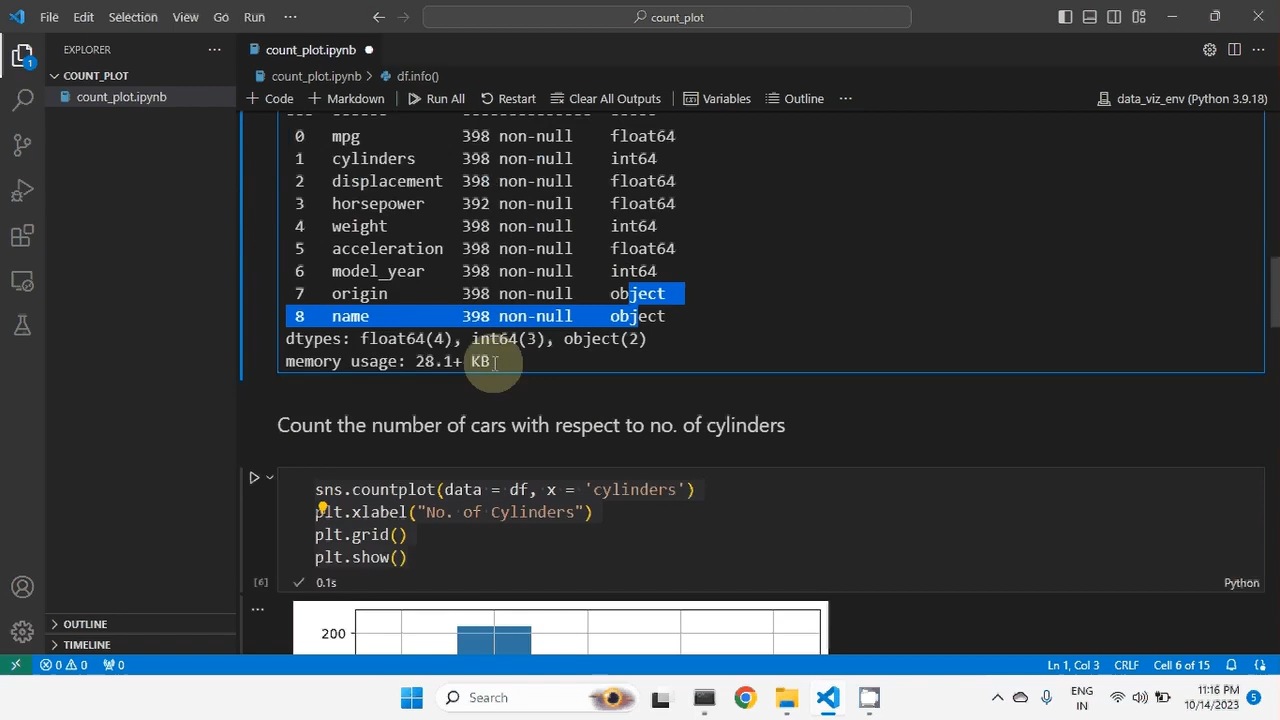 File Edit Selection View Go Run ··· count_plot
EXPLORER ···
COUNT_PLOT
count_plot.ipynb
1
count_plot.ipynb
count_plot.ipynb > df.info()
+ Code + Markdown Run All Restart Clear All Outputs Variables Outline ··· data_viz_env (Python 3.9.18)
0 mpg 398 non-null float64
1 cylinders 398 non-null int64
2 displacement 398 non-null float64
3 horsepower 392 non-null float64
4 weight 398 non-null int64
5 acceleration 398 non-null float64
6 model_year 398 non-null int64
7 origin 398 non-null object
8 name 398 non-null object
dtypes: float64(4), int64(3), object(2)
memory usage: 28.1+ KB
Count the number of cars with respect to no. of cylinders
sns.countplot(data = df, x = 'cylinders')
plt.xlabel("No. of Cylinders")
plt.grid()
plt.show()
[6] 0.1s Python
···
200
OUTLINE
TIMELINE
0 0 0 Ln 1, Col 3 CRLF Cell 6 of 15
Search ENG IN 11:16 PM 10/14/2023 5